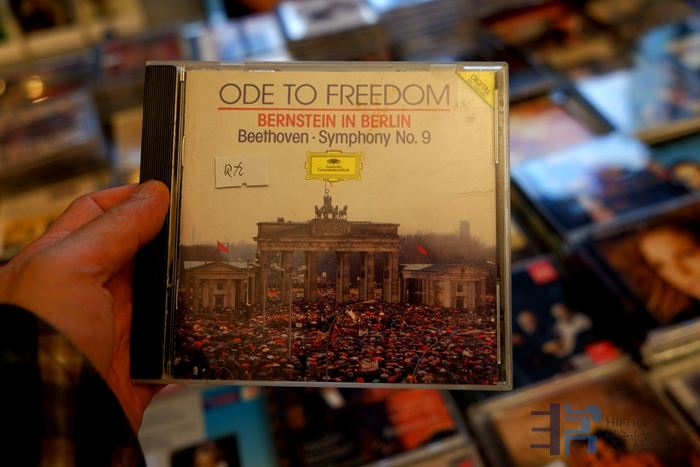 DIGITAL
ODE TO FREEDOM
BERNSTEIN IN BERLIN
Beethoven · Symphony No. 9
Deutsche
Grammophon